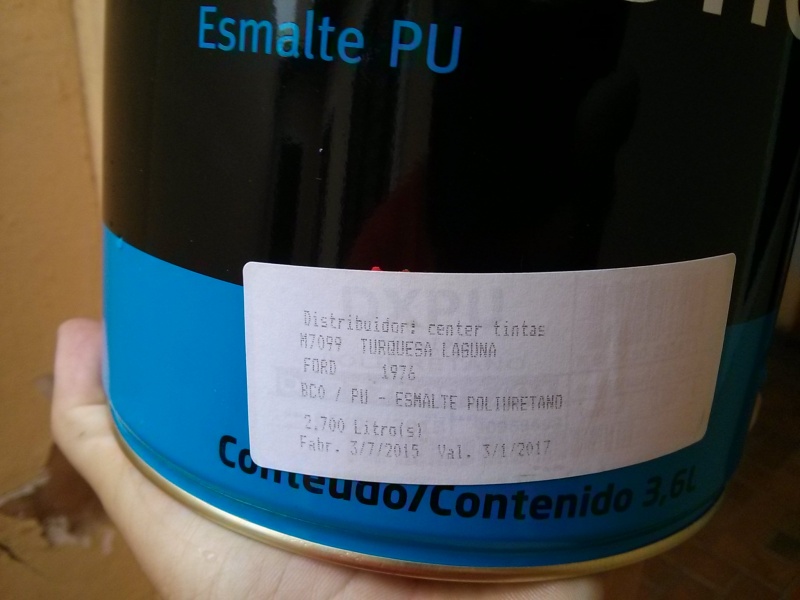 Esmalte PU
Distribuidor: center tintas
M7099 TURQUESA LAGUNA
FORD 1976
BCO / PU - ESMALTE POLIURETANO
2,700 Litro(s)
Fabr. 3/7/2015 Val. 3/1/2017
Conteúdo/Contenido 3,6L